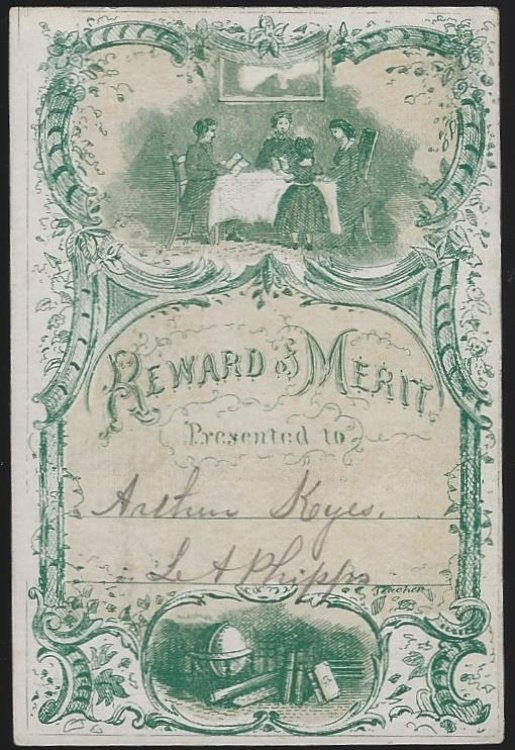 REWARD of MERIT
Presented to
Arthur Keyes.
L A Phipps Teacher